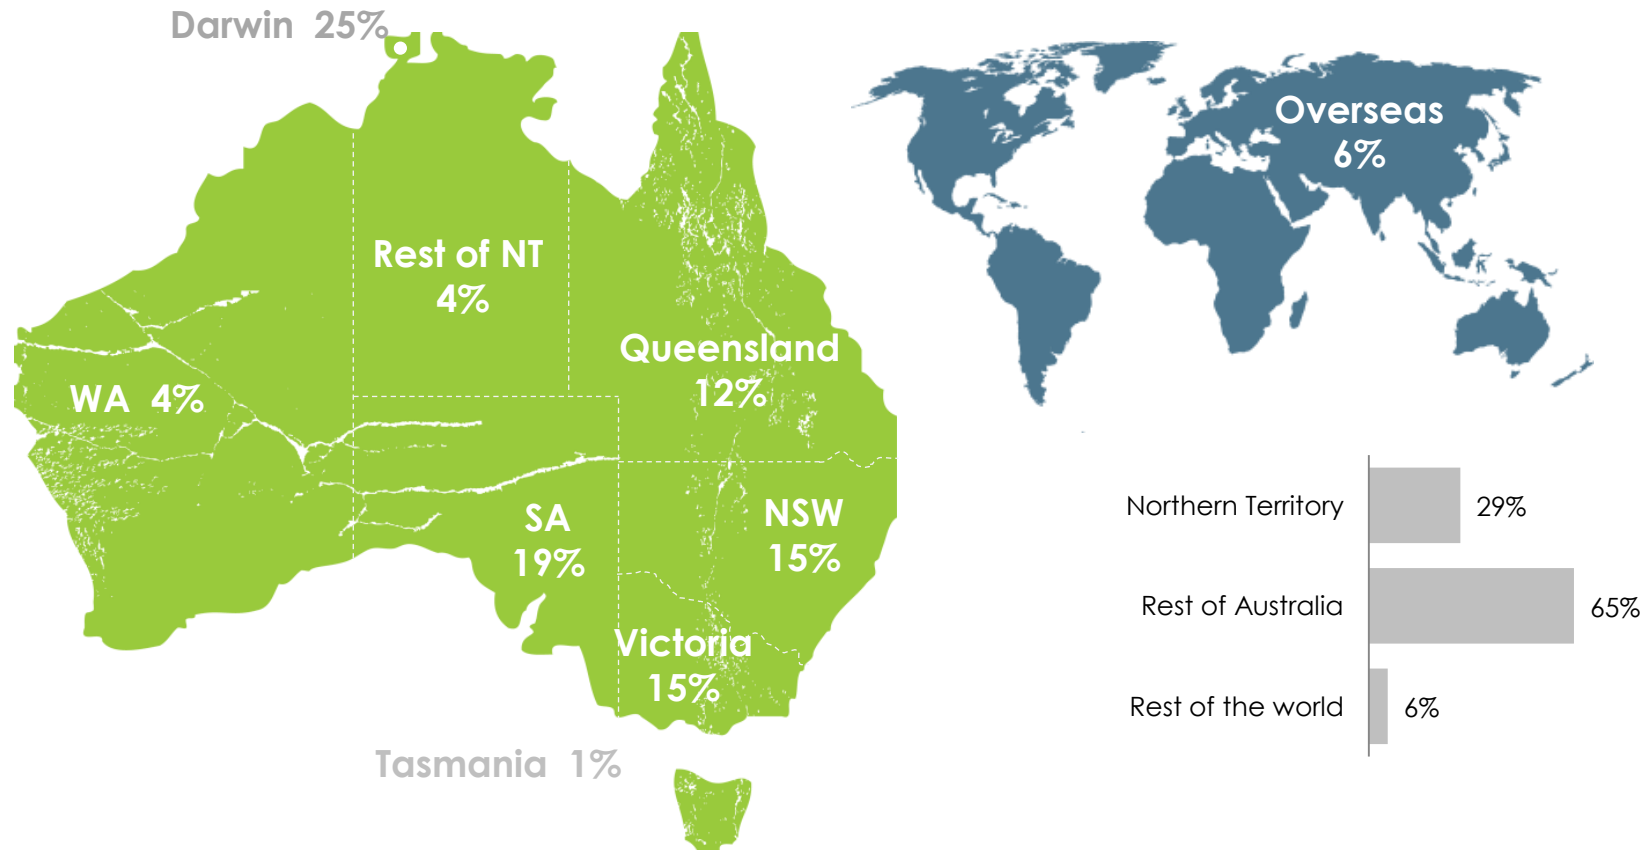 Darwin 25%
Overseas
6%
Rest of NT
4%
Queensland
12%
WA 4%
SA
19%
NSW
15%
Victoria
15%
Tasmania 1%
Northern Territory 29%
Rest of Australia 65%
Rest of the world 6%